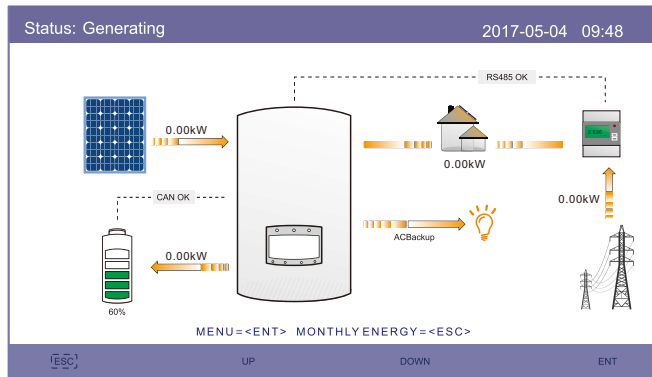 Status: Generating
2017-05-04 09:48
RS485 OK
0.00kW
0.00kW
CAN OK
0.00kW
ACBackup
0.00kW
60%
MENU=<ENT> MONTHLY ENERGY=<ESC>
ESC UP DOWN ENT